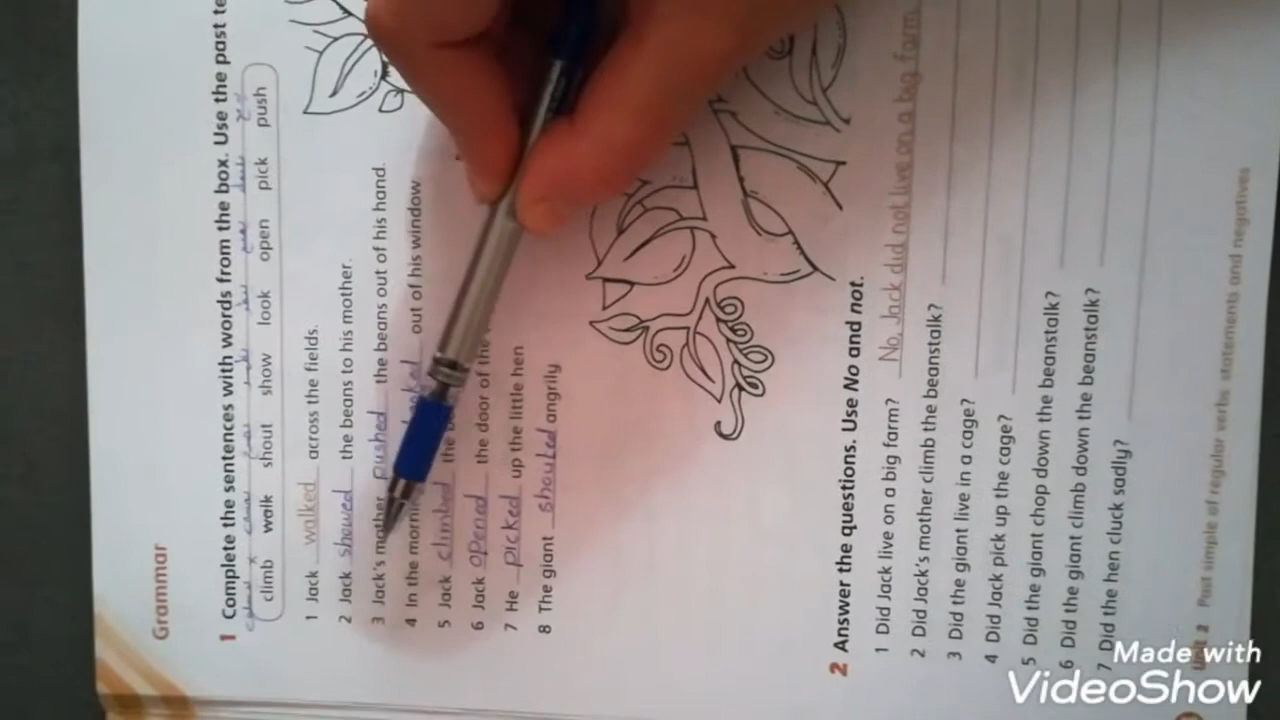 Grammar
1 Complete the sentences with words from the box. Use the past te
climb walk shout show look open pick push
1 Jack walked across the fields.
2 Jack showed the beans to his mother.
3 Jack's mother pushed the beans out of his hand.
4 In the morni looked out of his window
5 Jack climbed the
6 Jack opened the door of the
7 He picked up the little hen
8 The giant shouted angrily
2 Answer the questions. Use No and not.
1 Did Jack live on a big farm? No, Jack did not live on a big farm.
2 Did Jack's mother climb the beanstalk?
3 Did the giant live in a cage?
4 Did Jack pick up the cage?
5 Did the giant chop down the beanstalk?
6 Did the giant climb down the beanstalk?
7 Did the hen cluck sadly?
Unit 2 Past simple of regular verbs: statements and negatives
Made with
VideoShow